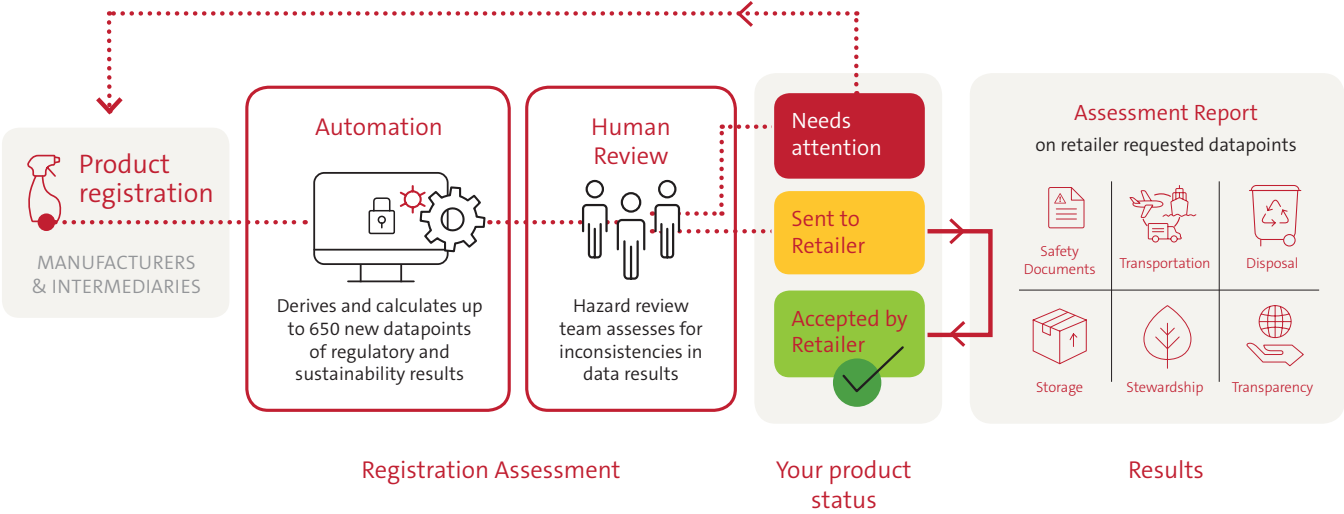 Product
registration
MANUFACTURERS
& INTERMEDIARIES
Automation
Derives and calculates up
to 650 new datapoints
of regulatory and
sustainability results
Human
Review
Hazard review
team assesses for
inconsistencies in
data results
Registration Assessment
Needs
attention
Sent to
Retailer
Accepted by
Retailer
Your product
status
Assessment Report
on retailer requested datapoints
Safety
Documents
Transportation
Disposal
Storage
Stewardship
Transparency
Results